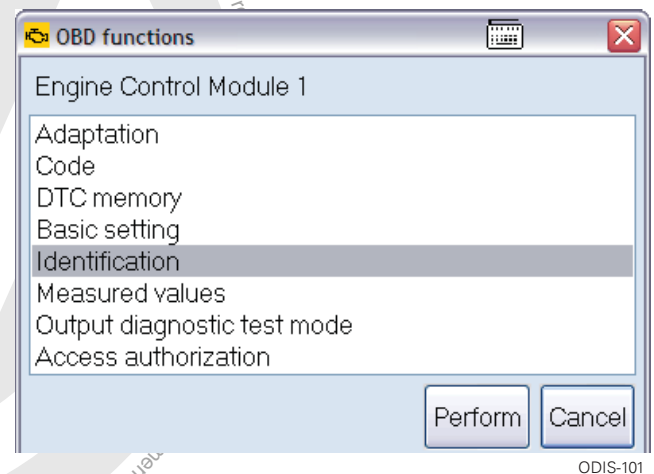 OBD functions
Engine Control Module 1
Adaptation
Code
DTC memory
Basic setting
Identification
Measured values
Output diagnostic test mode
Access authorization
Perform Cancel
ODIS-101